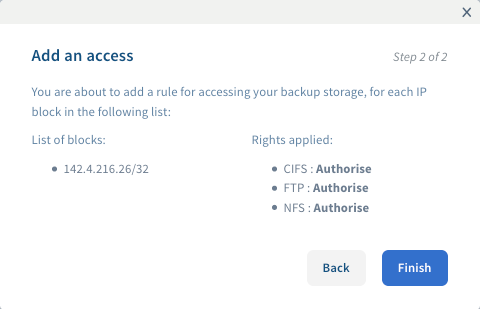 Add an access
Step 2 of 2
You are about to add a rule for accessing your backup storage, for each IP
block in the following list:
List of blocks:
Rights applied:
142.4.216.26/32
CIFS : Authorise
FTP : Authorise
NFS : Authorise
Back
Finish